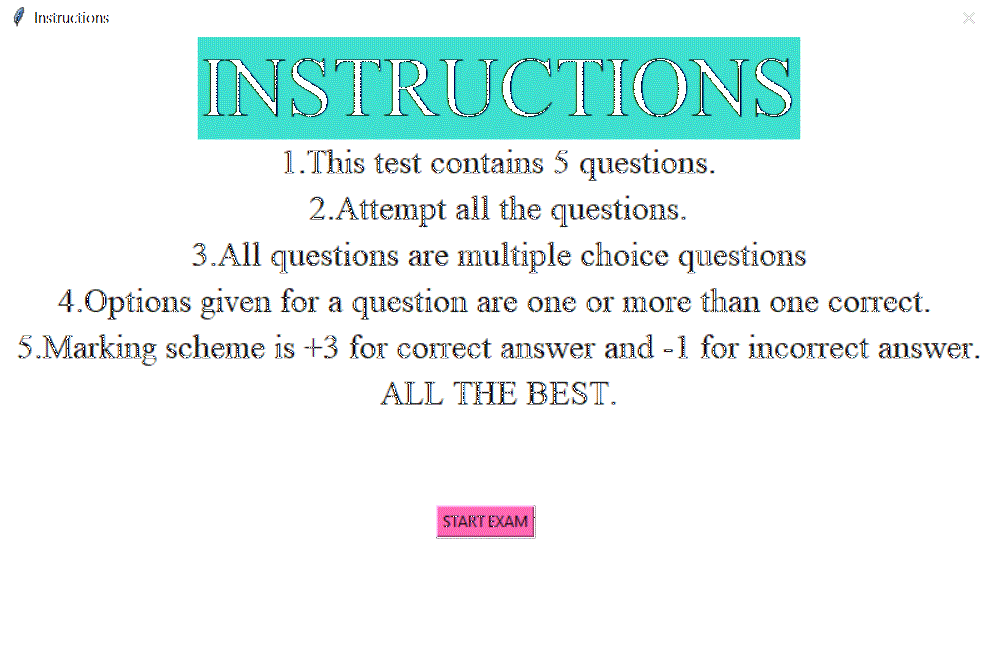 Instructions
INSTRUCTIONS
1.This test contains 5 questions.
2.Attempt all the questions.
3.All questions are multiple choice questions
4.Options given for a question are one or more than one correct.
5.Marking scheme is +3 for correct answer and -1 for incorrect answer.
ALL THE BEST.
START EXAM